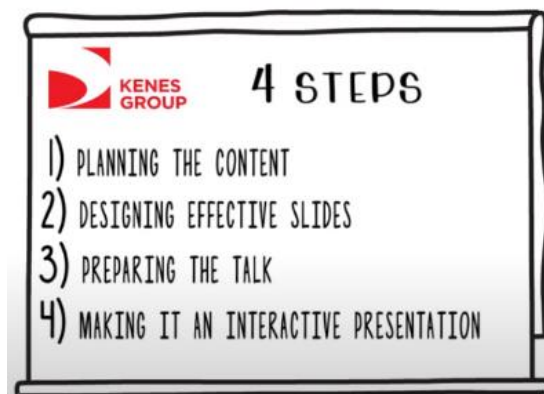 KENES
GROUP
4 STEPS
1) PLANNING THE CONTENT
2) DESIGNING EFFECTIVE SLIDES
3) PREPARING THE TALK
4) MAKING IT AN INTERACTIVE PRESENTATION